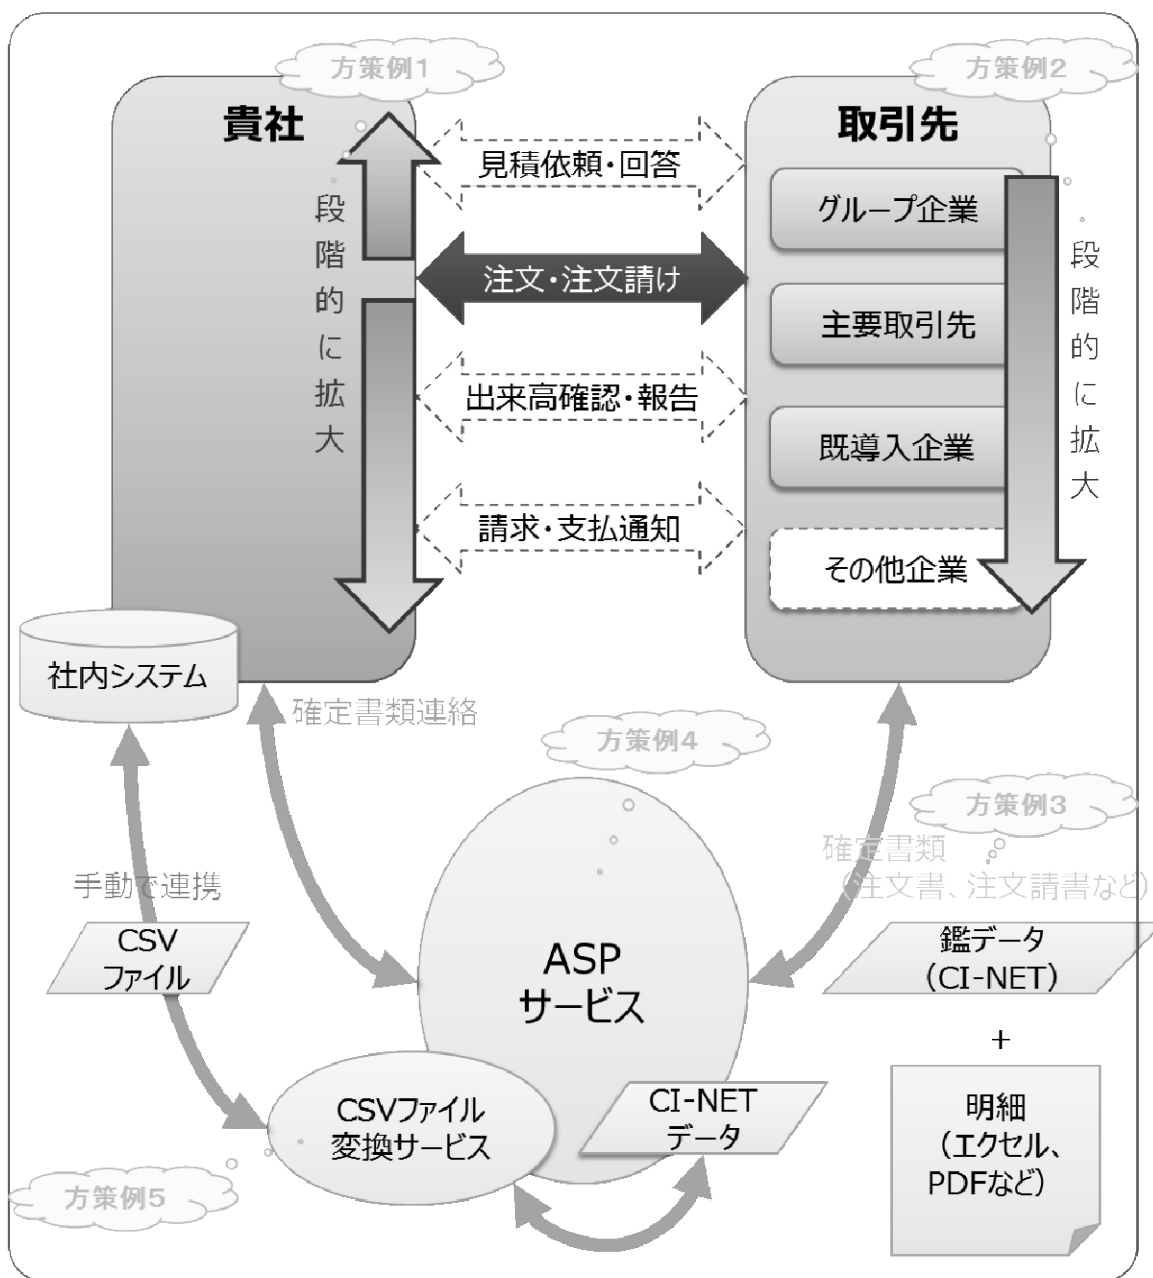 方策例1
方策例2
貴社
取引先
段階的に拡大
見積依頼・回答
注文・注文請け
出来高確認・報告
請求・支払通知
グループ企業
主要取引先
既導入企業
その他企業
段階的に拡大
社内システム
確定書類連絡
方策例4
方策例3
確定書類
（注文書、注文請書など）
手動で連携
CSV
ファイル
ASP
サービス
鑑データ
（CI-NET）
+
明細
（エクセル、
PDFなど）
CSVファイル
変換サービス
CI-NET
データ
方策例5